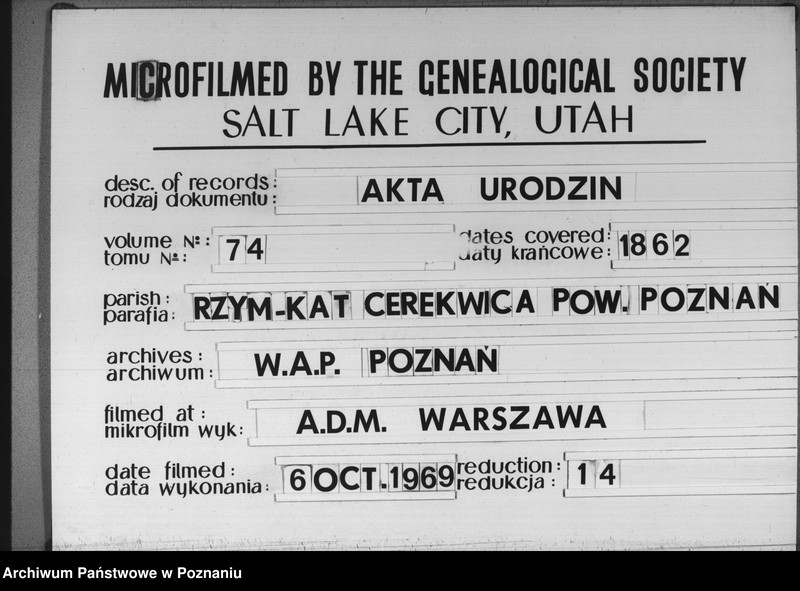 MICROFILMED BY THE GENEALOGICAL SOCIETY
SALT LAKE CITY, UTAH
desc. of records:
rodzaj dokumentu: AKTA URODZIN
volume Nº:
tomu Nº: 74
dates covered:
daty krańcowe: 1862
parish:
parafia: RZYM-KAT CEREKWICA POW. POZNAŃ
archives:
archiwum: W.A.P. POZNAŃ
filmed at:
mikrofilm wyk: A.D.M. WARSZAWA
date filmed:
data wykonania: 6 OCT. 1969
reduction:
redukcja: 14
Archiwum Państwowe w Poznaniu